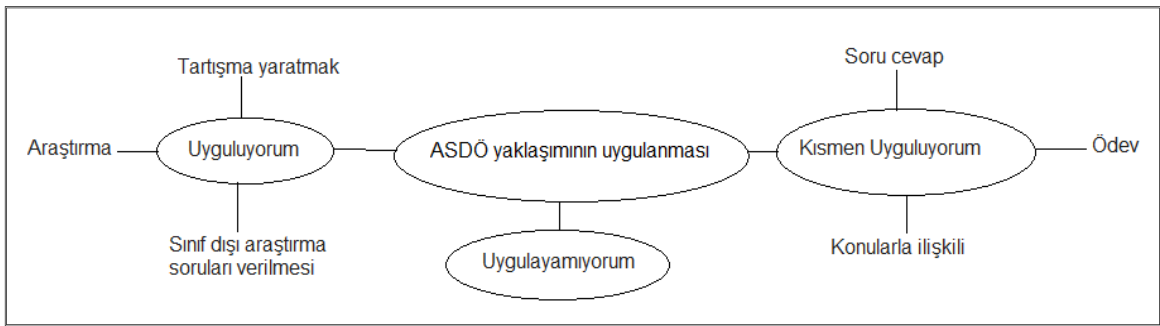 Tartışma yaratmak
Soru cevap
Araştırma
Uyguluyorum
ASDÖ yaklaşımının uygulanması
Kısmen Uyguluyorum
Ödev
Sınıf dışı araştırma
soruları verilmesi
Uygulayamıyorum
Konularla ilişkili